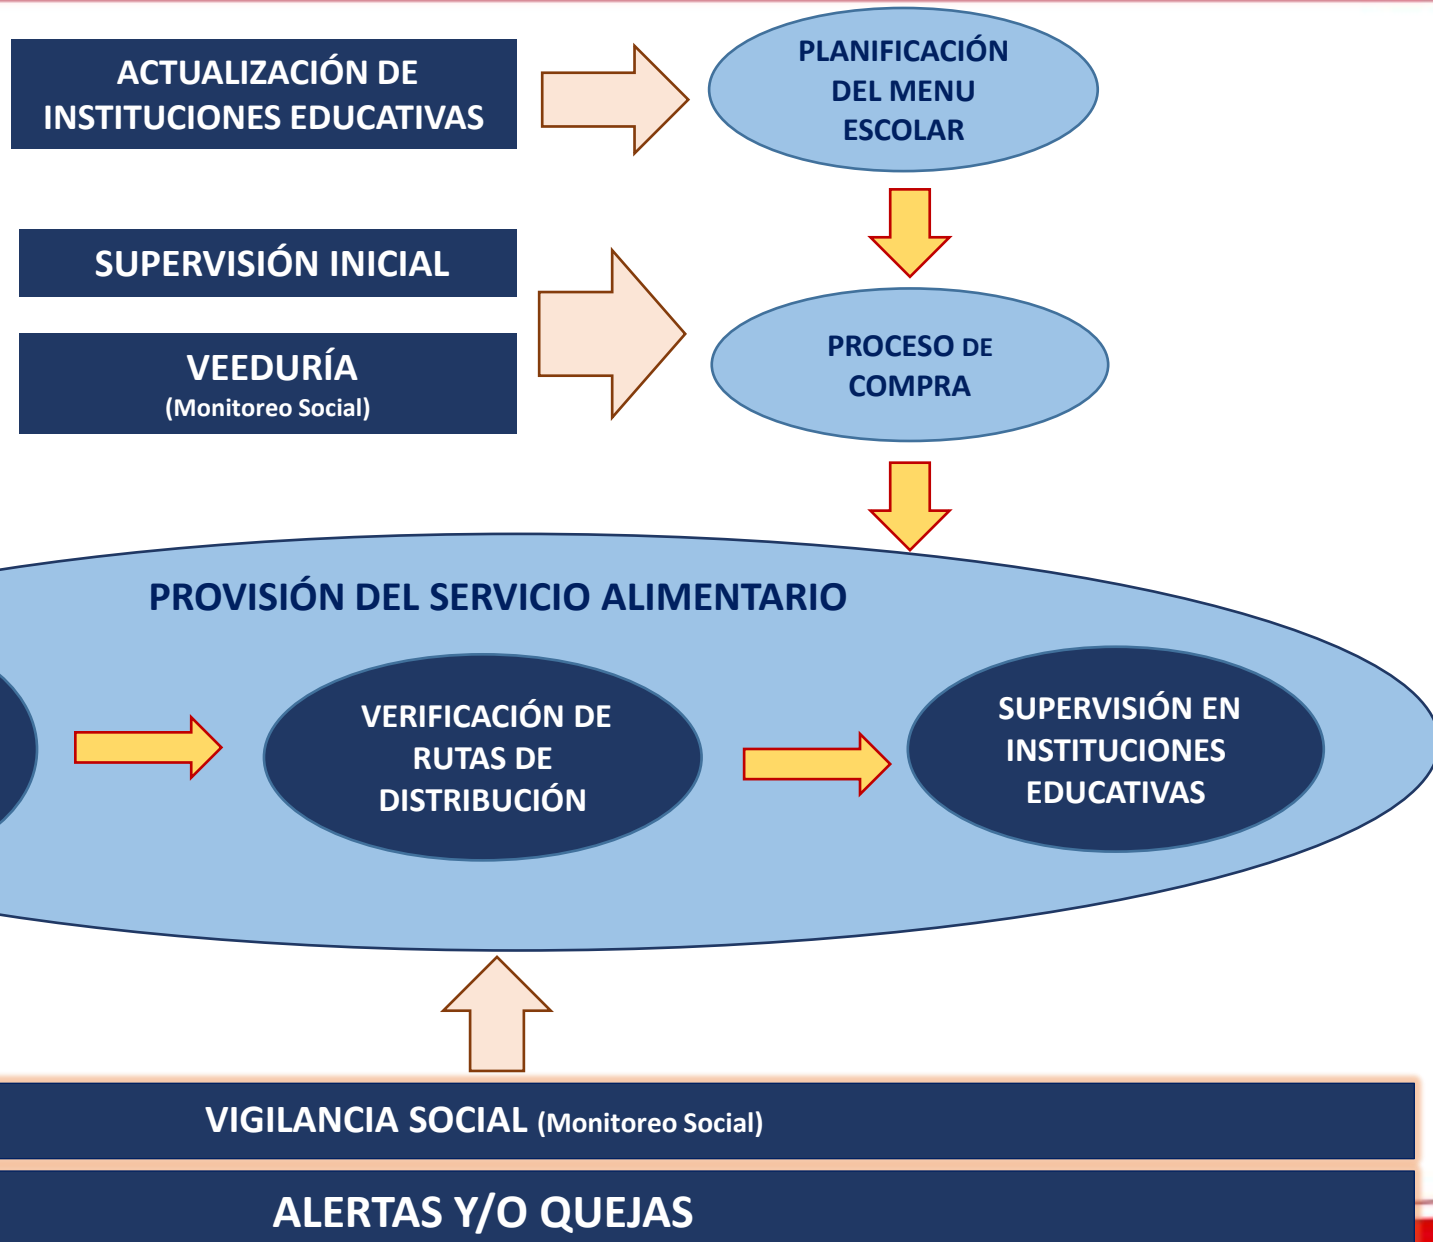 ACTUALIZACIÓN DE
INSTITUCIONES EDUCATIVAS
PLANIFICACIÓN
DEL MENU
ESCOLAR
SUPERVISIÓN INICIAL
VEEDURÍA
(Monitoreo Social)
PROCESO DE
COMPRA
PROVISIÓN DEL SERVICIO ALIMENTARIO
VERIFICACIÓN DE
RUTAS DE
DISTRIBUCIÓN
SUPERVISIÓN EN
INSTITUCIONES
EDUCATIVAS
VIGILANCIA SOCIAL (Monitoreo Social)
ALERTAS Y/O QUEJAS